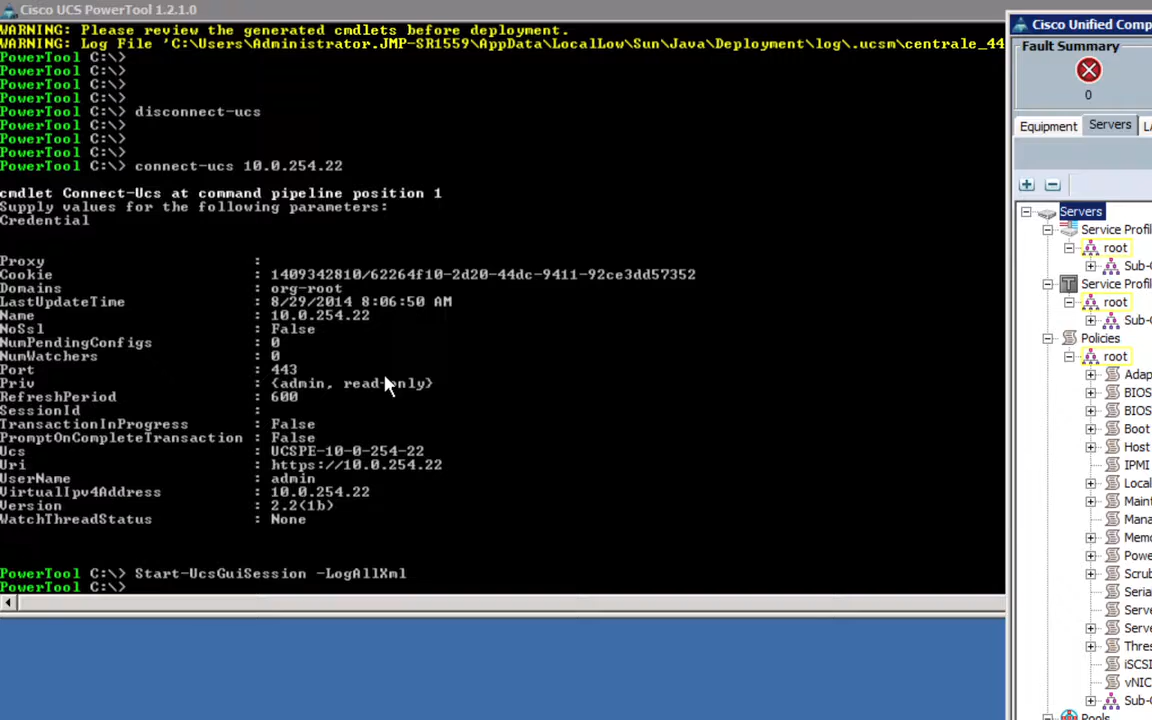 Cisco UCS PowerTool 1.2.1.0
WARNING: Please review the generated cmdlets before deployment.
WARNING: Log File 'C:\Users\Administrator.JMP-SR1559\AppData\LocalLow\Sun\Java\Deployment\log\.ucsm\centrale_44
PowerTool C:\>
PowerTool C:\>
PowerTool C:\>
PowerTool C:\>
PowerTool C:\> disconnect-ucs
PowerTool C:\>
PowerTool C:\>
PowerTool C:\>
PowerTool C:\> connect-ucs 10.0.254.22
cmdlet Connect-Ucs at command pipeline position 1
Supply values for the following parameters:
Credential
Proxy :
Cookie : 1409342810/62264f10-2d20-44dc-9411-92ce3dd57352
Domains : org-root
LastUpdateTime : 8/29/2014 8:06:50 AM
Name : 10.0.254.22
NoSsl : False
NumPendingConfigs : 0
NumWatchers : 0
Port : 443
Priv : {admin, read-only}
RefreshPeriod : 600
SessionId :
TransactionInProgress : False
PromptOnCompleteTransaction : False
Ucs : UCSPE-10-0-254-22
Uri : https://10.0.254.22
UserName : admin
VirtualIpv4Address : 10.0.254.22
Version : 2.2(1b)
WatchThreadStatus : None
PowerTool C:\> Start-UcsGuiSession -LogAllXml
PowerTool C:\>
Cisco Unified Comp
Fault Summary
0
Equipment Servers LA
Servers
Service Profil
root
Sub-O
Service Profil
root
Sub-O
Policies
root
Adap
BIOS
BIOS
Boot
Host
IPMI
Local
Maint
Mana
Memo
Powe
Scrub
Seria
Serve
Serve
Thres
iSCSI
vNIC
Sub-O
Pools